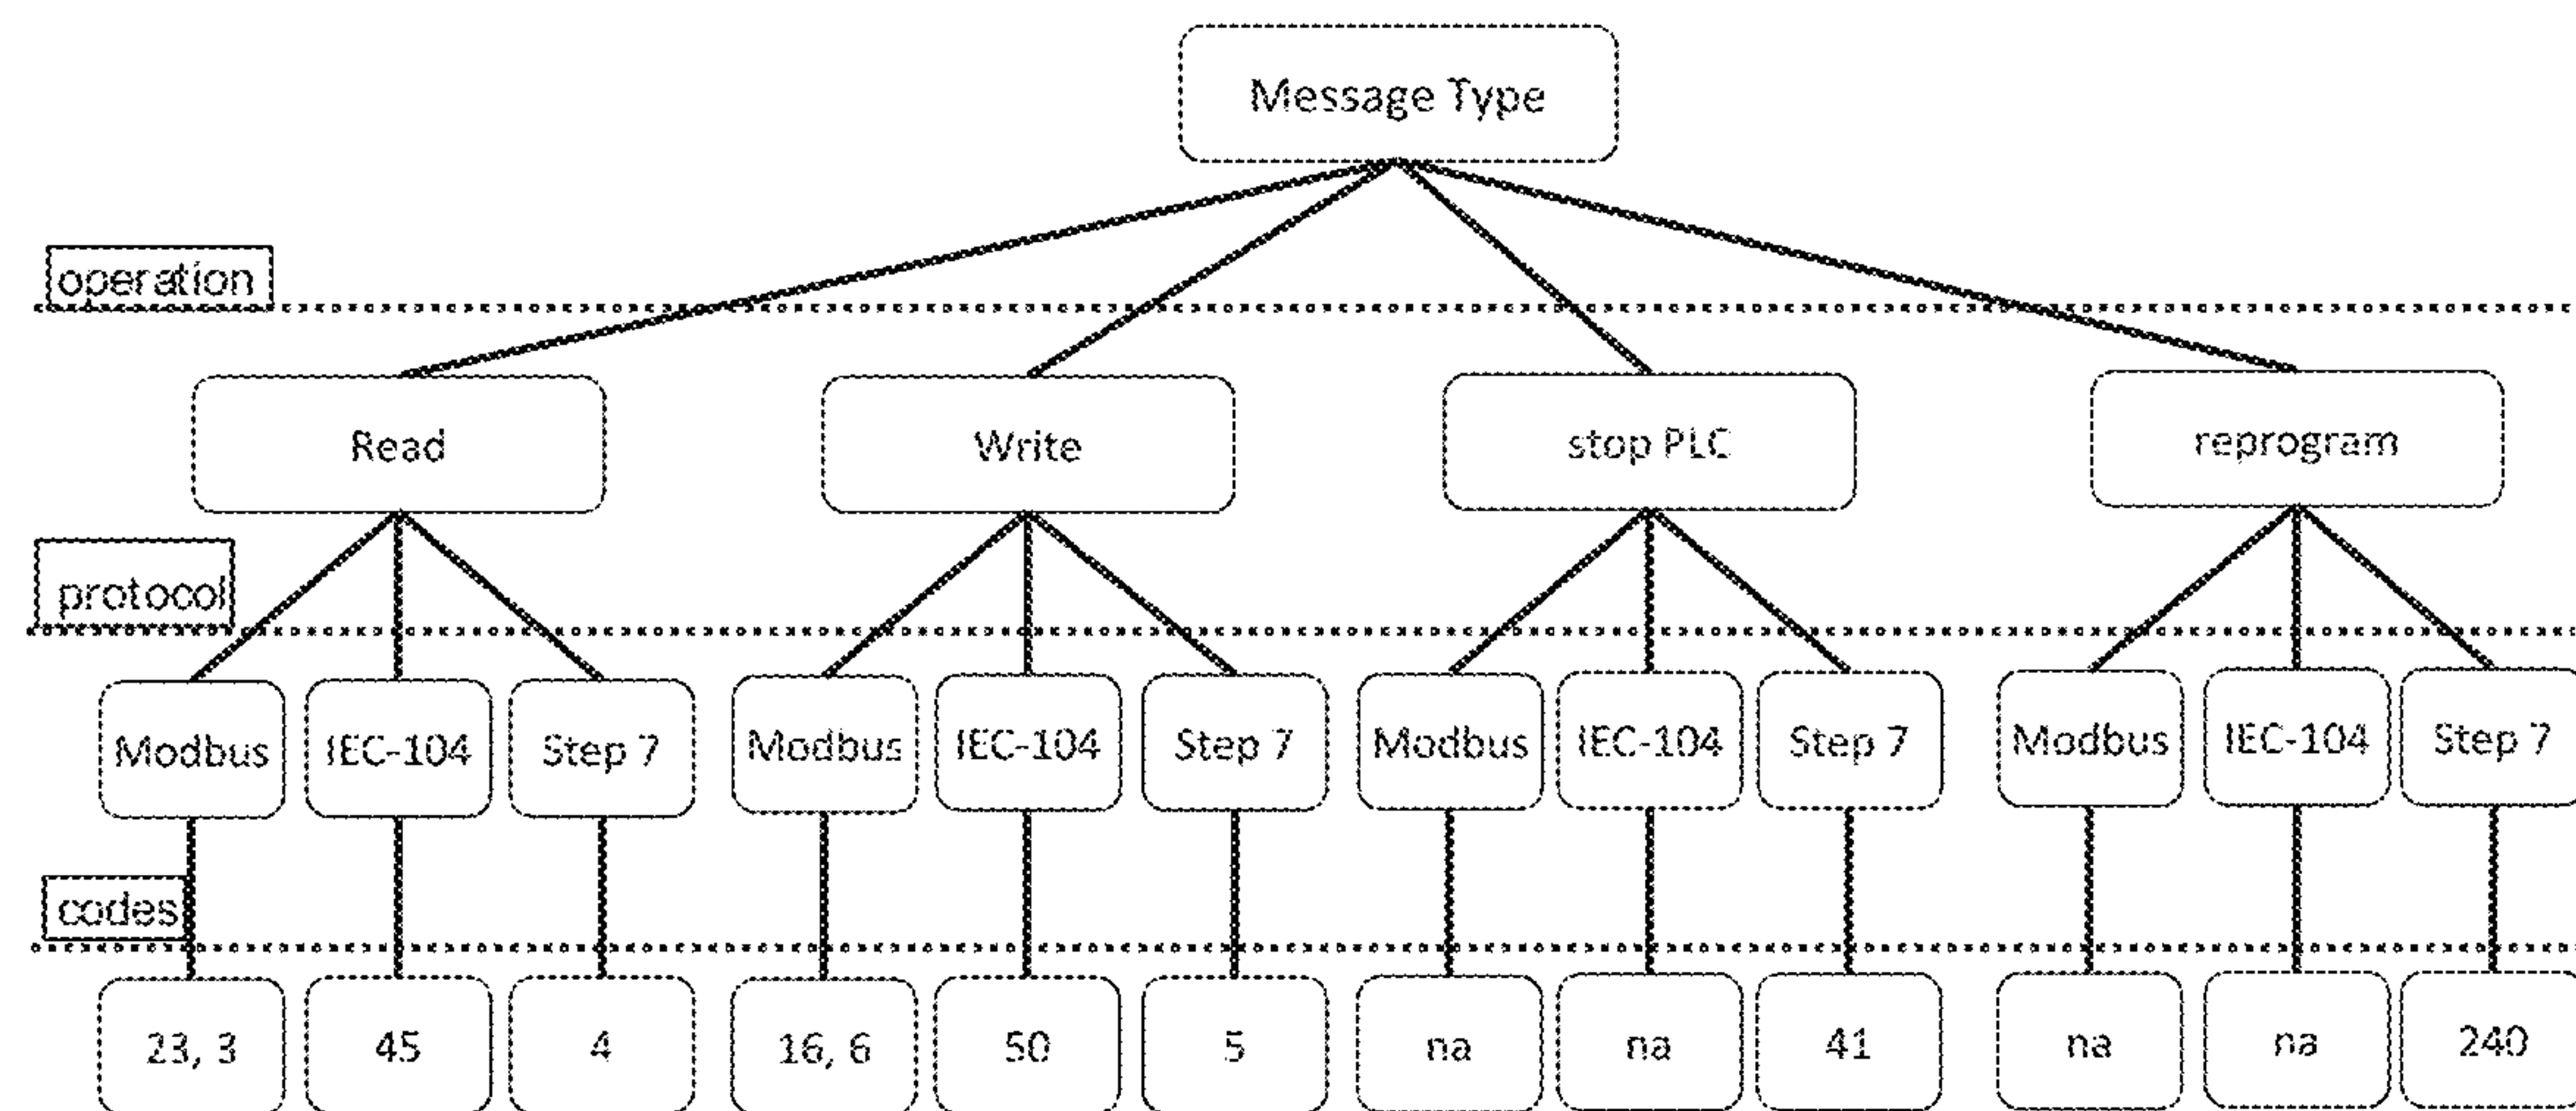 Message Type
operation
Read Write stop PLC reprogram
protocol
Modbus IEC-104 Step 7 Modbus IEC-104 Step 7 Modbus IEC-104 Step 7 Modbus IEC-104 Step 7
codes
23, 3 45 4 16, 6 50 5 na na 41 na na 240